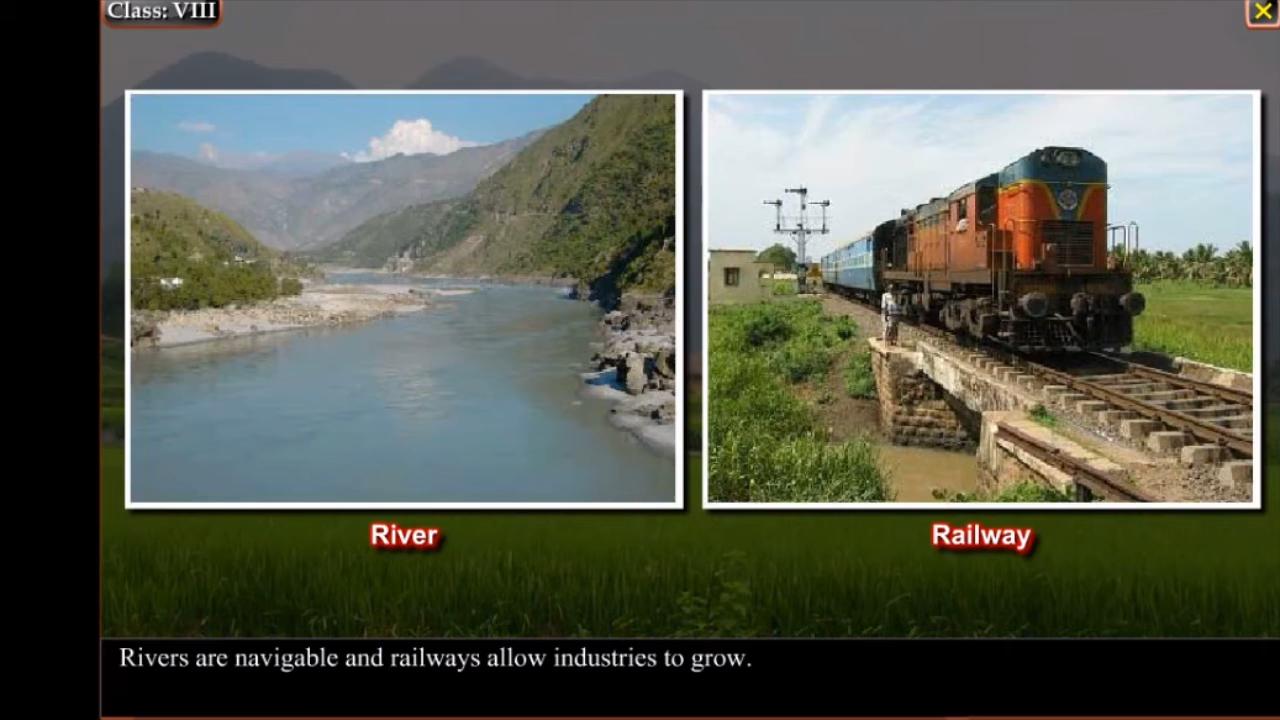 Class: VIII
River
Railway
Rivers are navigable and railways allow industries to grow.